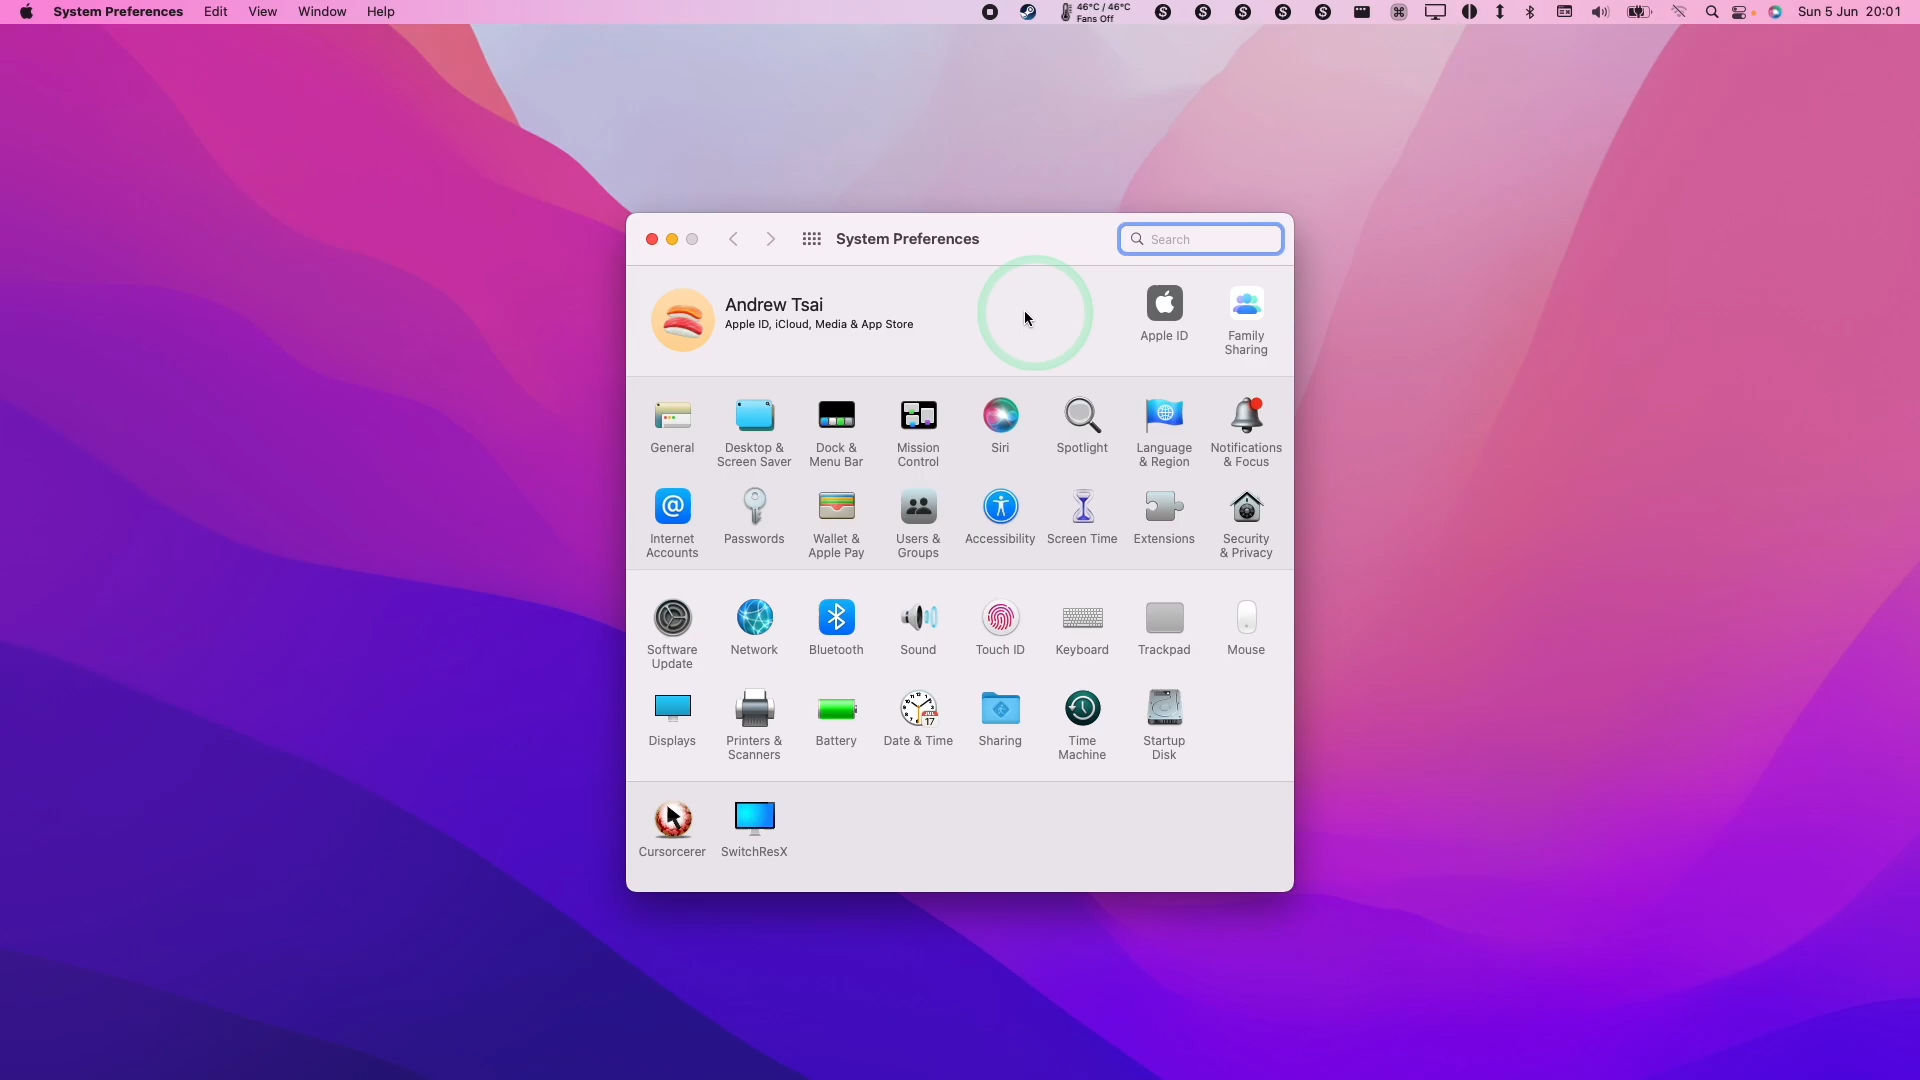 System Preferences Edit View Window Help
46°C / 46°C
Fans Off
Sun 5 Jun 20:01
System Preferences
Search
Andrew Tsai
Apple ID, iCloud, Media & App Store
Apple ID
Family
Sharing
General
Desktop &
Screen Saver
Dock &
Menu Bar
Mission
Control
Siri
Spotlight
Language
& Region
Notifications
& Focus
Internet
Accounts
Passwords
Wallet &
Apple Pay
Users &
Groups
Accessibility
Screen Time
Extensions
Security
& Privacy
Software
Update
Network
Bluetooth
Sound
Touch ID
Keyboard
Trackpad
Mouse
Displays
Printers &
Scanners
Battery
Date & Time
Sharing
Time
Machine
Startup
Disk
Cursorcerer
SwitchResX